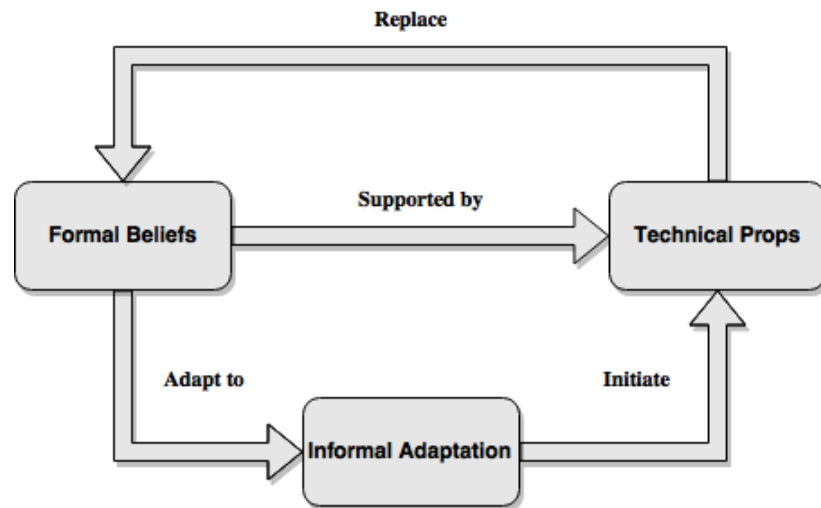 Replace
Supported by
Formal Beliefs
Technical Props
Adapt to
Initiate
Informal Adaptation